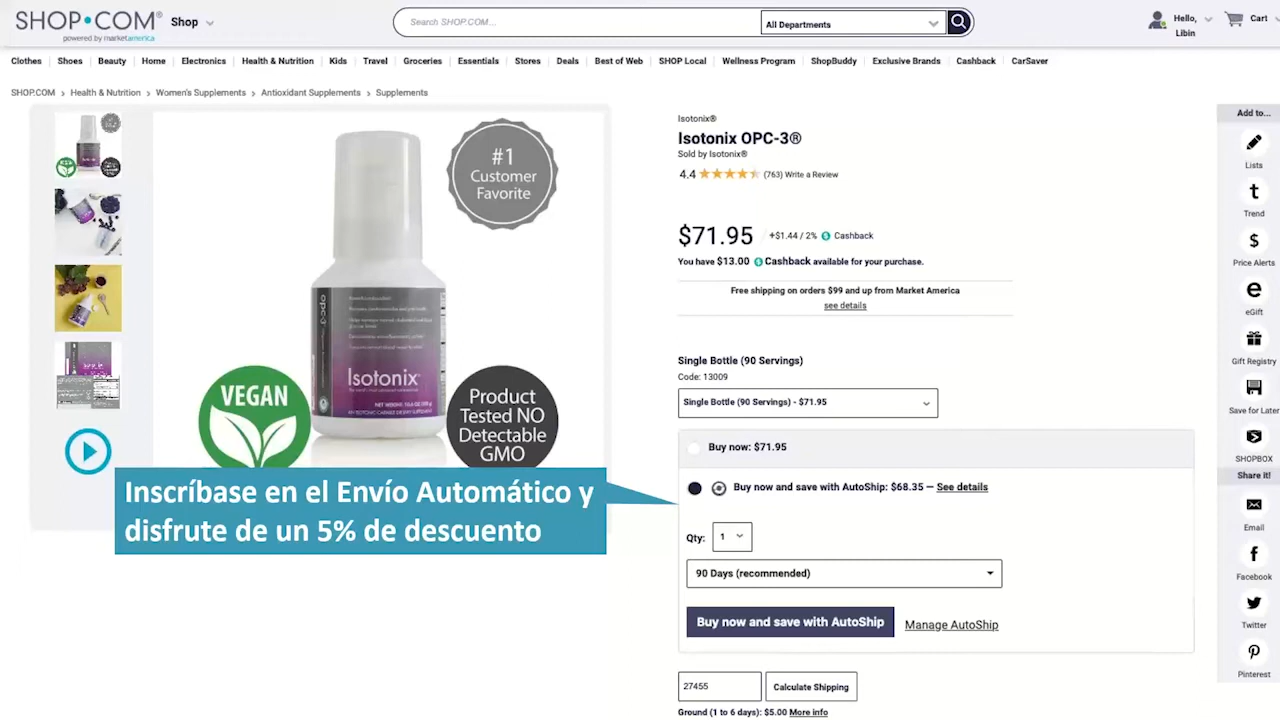 SHOP•COM®
powered by marketamerica
Shop
Search SHOP.COM...
All Departments
Hello,
Libin
Cart
Clothes Shoes Beauty Home Electronics Health & Nutrition Kids Travel Groceries Essentials Stores Deals Best of Web SHOP Local Wellness Program ShopBuddy Exclusive Brands Cashback CarSaver
SHOP.COM > Health & Nutrition > Women's Supplements > Antioxidant Supplements > Supplements
#1
Customer
Favorite
opc-3
Isotonix®
VEGAN
Product
Tested NO
Detectable
GMO
Inscríbase en el Envío Automático y
disfrute de un 5% de descuento
Isotonix®
Isotonix OPC-3®
Sold by Isotonix®
4.4 (763) Write a Review
$71.95 / +$1.44 / 2% Cashback
You have $13.00 Cashback available for your purchase.
Free shipping on orders $99 and up from Market America
see details
Single Bottle (90 Servings)
Code: 13009
Single Bottle (90 Servings) - $71.95
Buy now: $71.95
Buy now and save with AutoShip: $68.35 — See details
Qty: 1
90 Days (recommended)
Buy now and save with AutoShip Manage AutoShip
27455 Calculate Shipping
Ground (1 to 6 days): $5.00 More info
Add to...
Lists
Trend
Price Alerts
eGift
Gift Registry
Save for Later
SHOPBOX
Share it!
Email
Facebook
Twitter
Pinterest